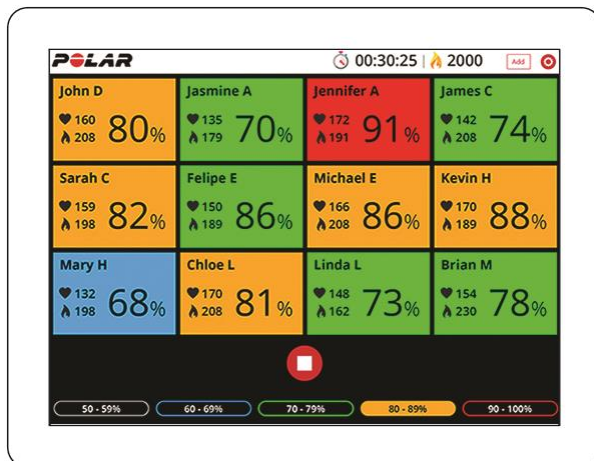 POLAR 00:30:25 | 2000 Add
John D
160
208
80%
Jasmine A
135
179
70%
Jennifer A
172
191
91%
James C
142
208
74%
Sarah C
159
198
82%
Felipe E
150
189
86%
Michael E
166
208
86%
Kevin H
170
189
88%
Mary H
132
198
68%
Chloe L
170
208
81%
Linda L
148
162
73%
Brian M
154
230
78%
50 - 59% 60 - 69% 70 - 79% 80 - 89% 90 - 100%